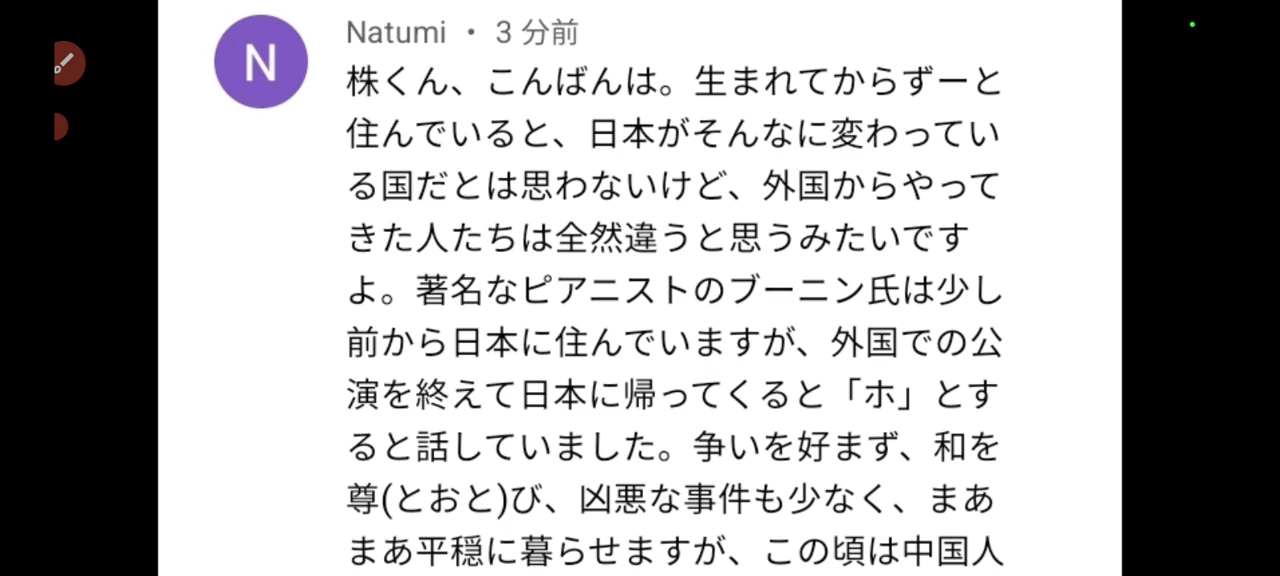 N
Natumi ・ 3 分前
株くん、こんばんは。生まれてからずーと
住んでいると、日本がそんなに変わってい
る国だとは思わないけど、外国からやって
きた人たちは全然違うと思うみたいです
よ。著名なピアニストのブーニン氏は少し
前から日本に住んでいますが、外国での公
演を終えて日本に帰ってくると「ホ」とす
ると話していました。争いを好まず、和を
尊(とおと)び、凶悪な事件も少なく、まあ
まあ平穏に暮らせますが、この頃は中国人